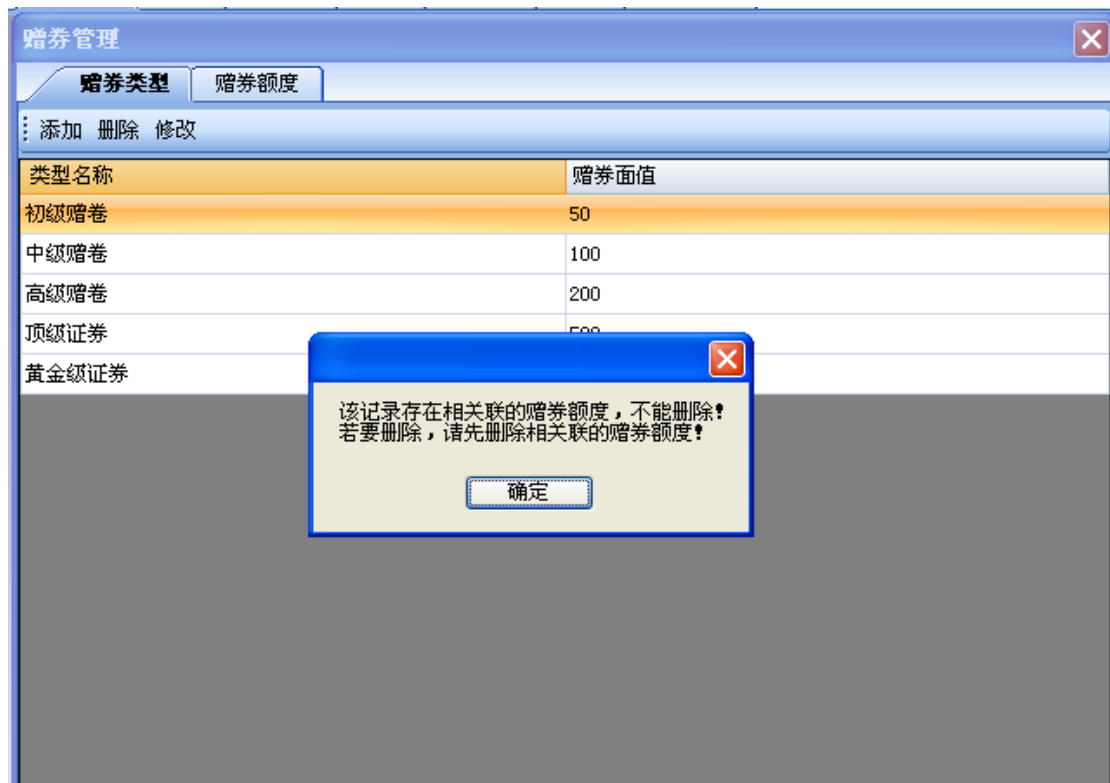 赠券管理
赠券类型 赠券额度
添加 删除 修改
类型名称 赠券面值
初级赠卷 50
中级赠卷 100
高级赠卷 200
顶级证券 500
黄金级证券
该记录存在相关联的赠券额度，不能删除！
若要删除，请先删除相关联的赠券额度！
确定